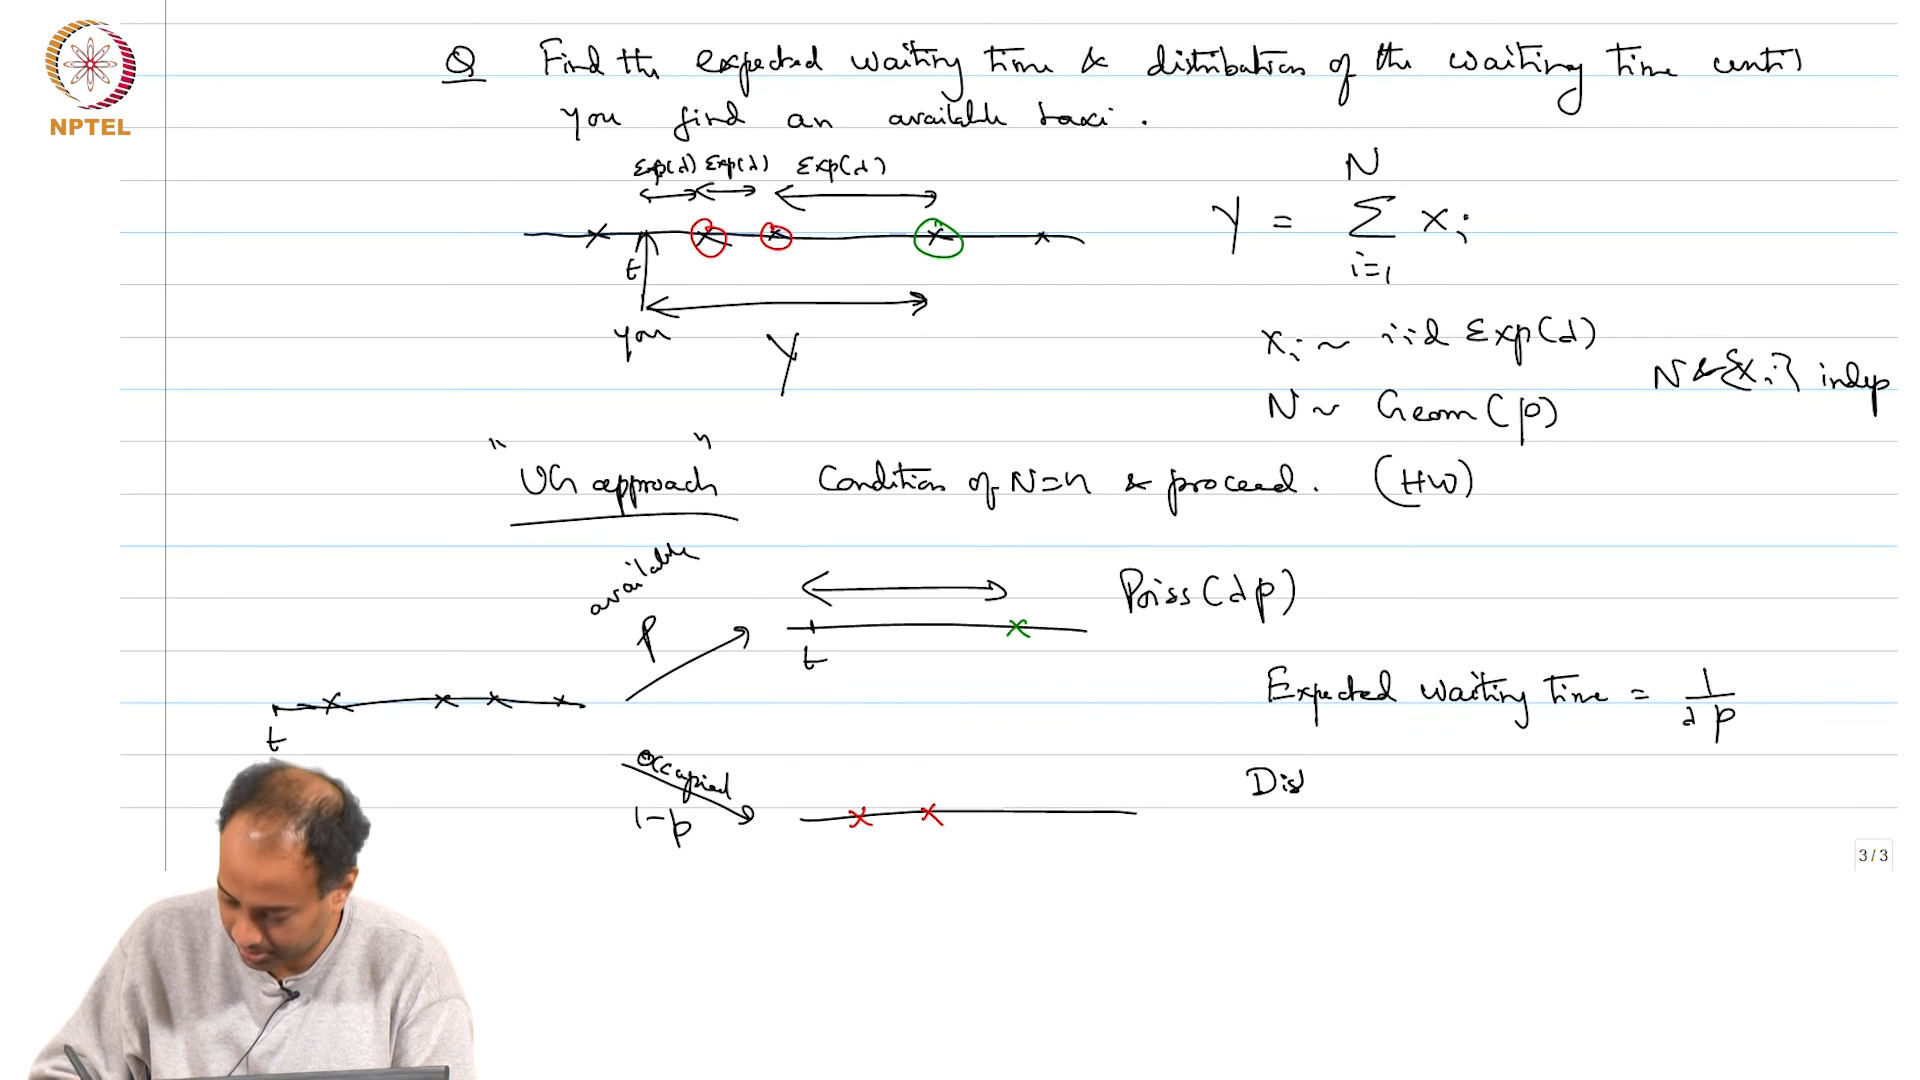 NPTEL
Q Find the expected waiting time & distribution of the waiting time until
you find an available taxi.
Exp(λ) Exp(λ) Exp(λ)
t
you
Y
Y = N Σ i=1 Xi
Xi ~ iid Exp(λ)
N & {Xi} indep
N ~ Geom(p)
"UG approach" Condition of N=n & proceed. (HW)
available
p
Poiss(λp)
t
t
Expected waiting time = 1/λp
occupied
1-p
Dis
3 / 3